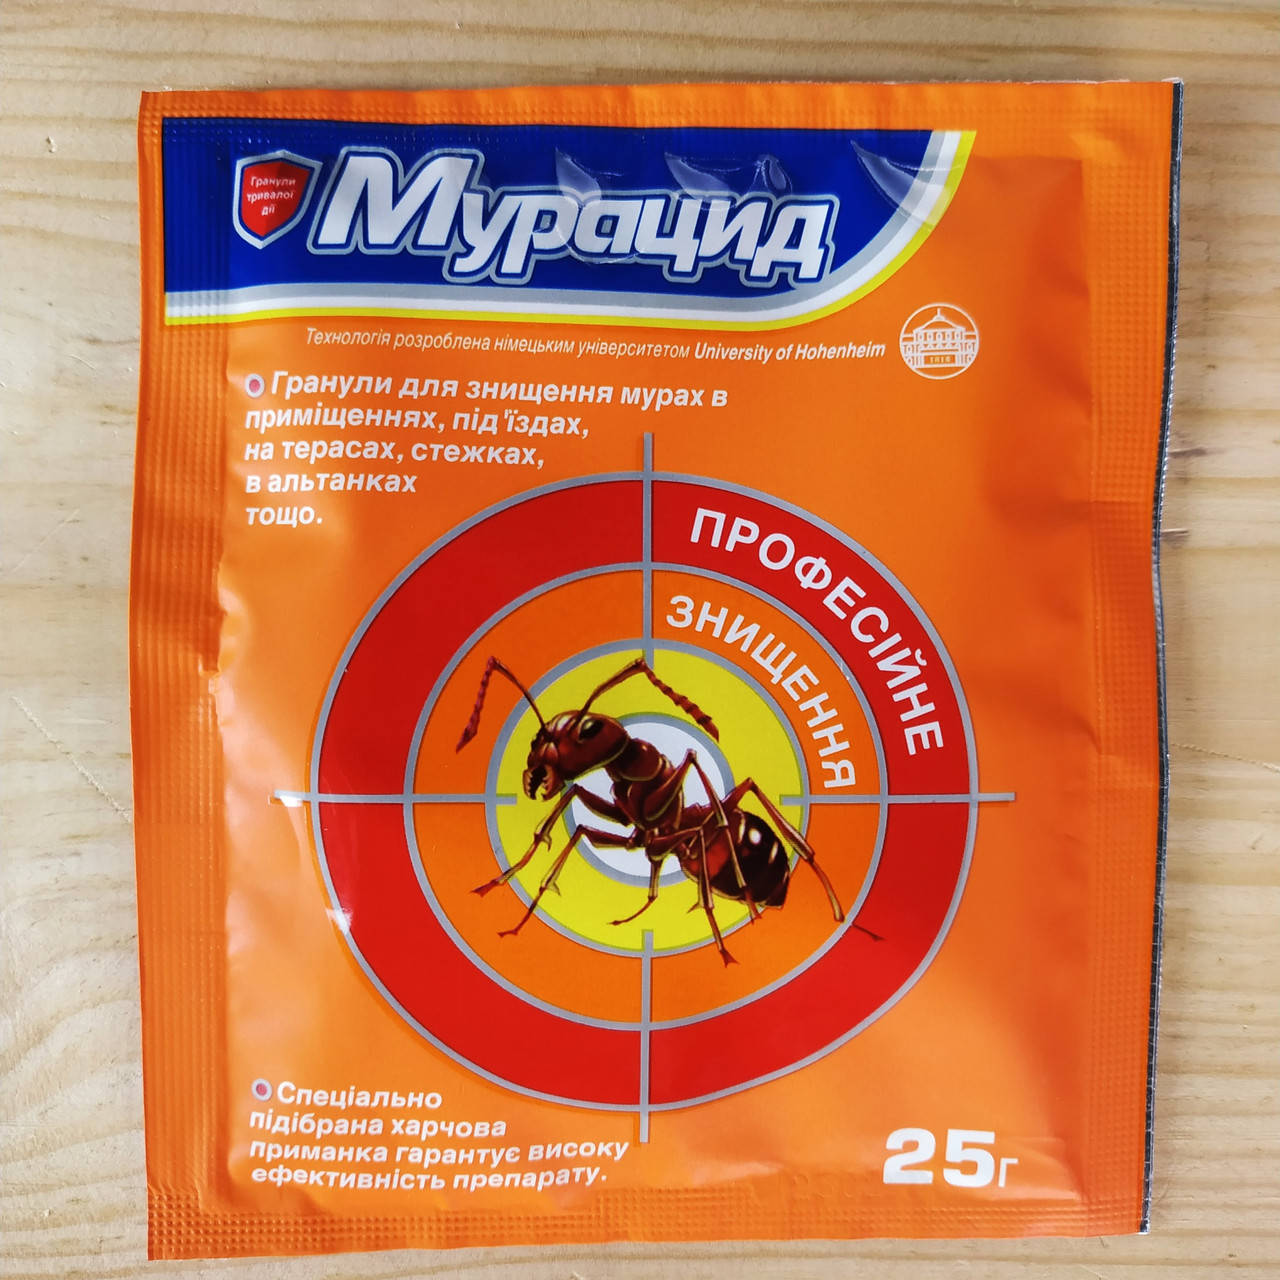 Гранули
тривалої
дії
Мурацид
Технологія розроблена німецьким університетом University of Hohenheim
1818
Гранули для знищення мурах в
приміщеннях, під'їздах,
на терасах, стежках,
в альтанках
тощо.
ПРОФЕСІЙНЕ
ЗНИЩЕННЯ
Спеціально
підібрана харчова
приманка гарантує високу
ефективність препарату.
25г